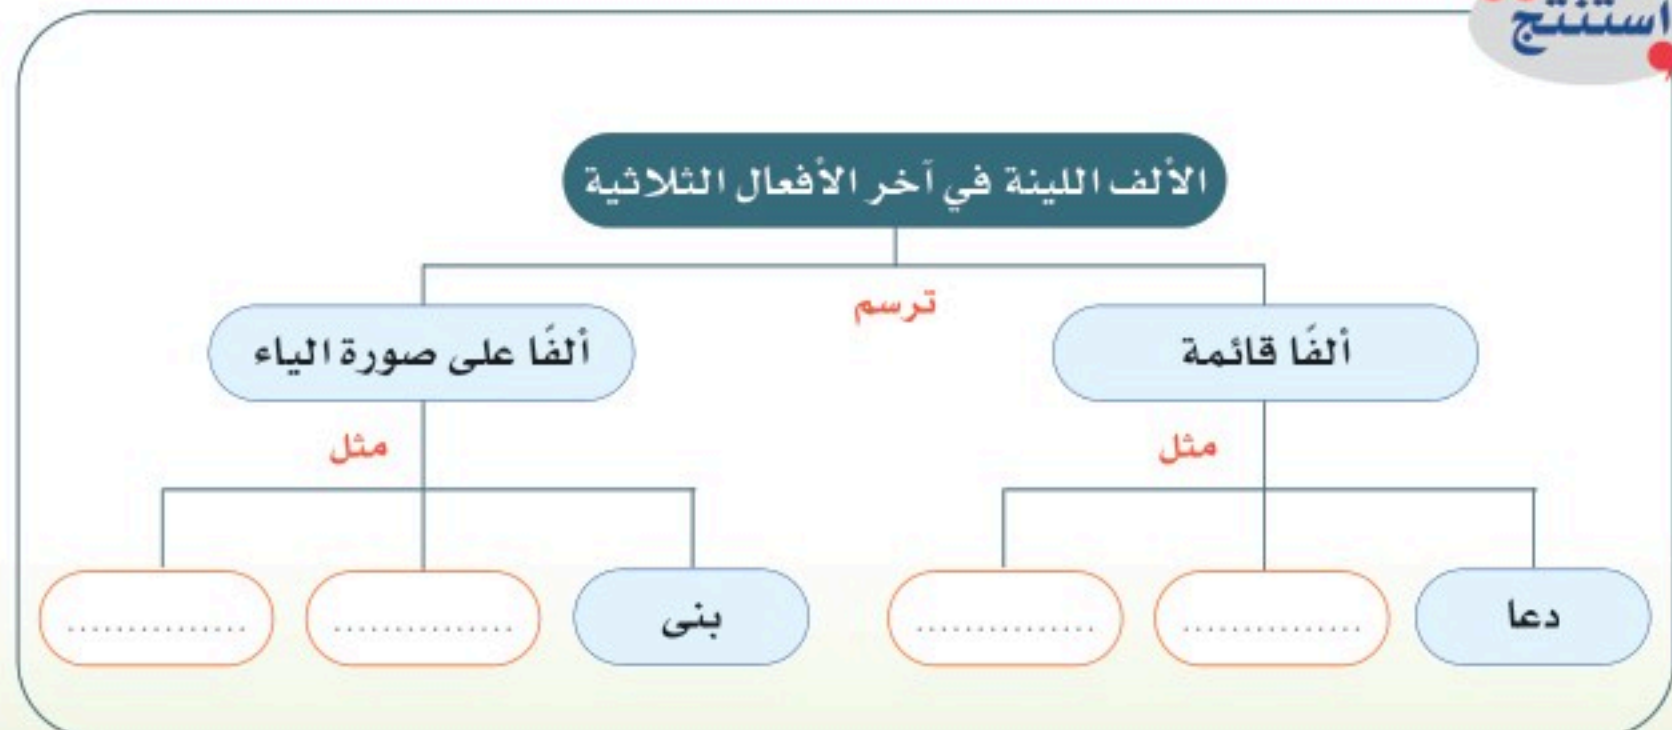 استنتج
الألف اللينة في آخر الأفعال الثلاثية
ترسم
ألفًا قائمة
ألفًا على صورة الياء
مثل
مثل
دعا
...............
...............
بنى
...............
...............